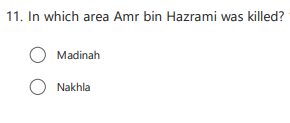 11. In which area Amr bin Hazrami was killed?
Madinah
Nakhla